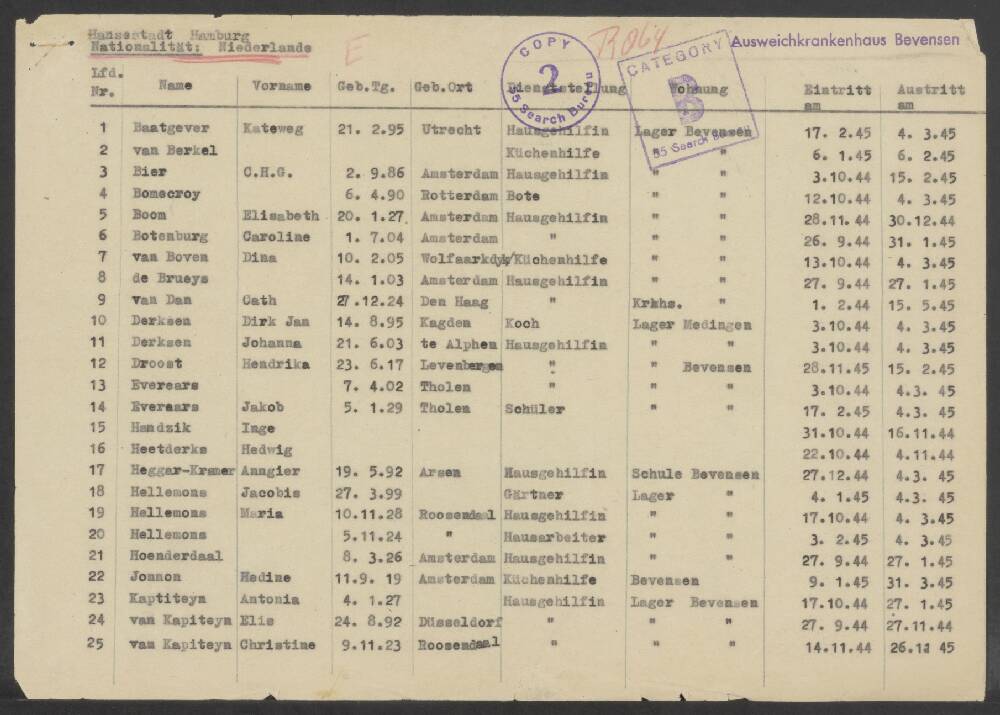 Hansestadt Hamburg
Nationalität: Niederlande
E
COPY 2 55 Search Bureau
CATEGORY B 55 Search Bureau
Ausweichkrankenhaus Bevensen
Lfd. Nr. Name Vorname Geb.Tg. Geb.Ort Dienststellung Wohnung Eintritt am Austritt am
1 Baatgever Kateweg 21. 2.95 Utrecht Hausgehilfin Lager Bevensen 17. 2.45 4. 3.45
2 van Berkel Küchenhilfe " " 6. 1.45 6. 2.45
3 Bier C.H.G. 2. 9.86 Amsterdam Hausgehilfin " " 3.10.44 15. 2.45
4 Bomecroy 6. 4.90 Rotterdam Bote " " 12.10.44 4. 3.45
5 Boom Elisabeth 20. 1.27 Amsterdam Hausgehilfin " " 28.11.44 30.12.44
6 Botenburg Caroline 1. 7.04 Amsterdam " " " 26. 9.44 31. 1.45
7 van Boven Dina 10. 2.05 Wolfaarkdyk/Küchenhilfe " " 13.10.44 4. 3.45
8 de Brueys 14. 1.03 Amsterdam Hausgehilfin " " 27. 9.44 27. 1.45
9 van Dan Cath 27.12.24 Den Haag " Krkhs. " 1. 2.44 15. 5.45
10 Derksen Dirk Jan 14. 8.95 Kagden Koch Lager Medingen 3.10.44 4. 3.45
11 Derksen Johanna 21. 6.03 te Alphen Hausgehilfin " " 3.10.44 4. 3.45
12 Droost Hendrika 23. 6.17 Levenbergen " " Bevensen 28.11.45 15. 2.45
13 Everears 7. 4.02 Tholen " " " 3.10.44 4.3. 45
14 Everaars Jakob 5. 1.29 Tholen Schüler " " 17. 2.45 4.3. 45
15 Handzik Inge 31.10.44 16.11.44
16 Heetderks Hedwig 22.10.44 4.11.44
17 Heggar-Kramer Anngier 19. 5.92 Arsen Hausgehilfin Schule Bevensen 27.12.44 4.3. 45
18 Hellemons Jacobis 27. 3.99 Gärtner Lager " 4. 1.45 4.3. 45
19 Hellemons Maria 10.11.28 Roosendaal Hausgehilfin " " 17.10.44 4. 3.45
20 Hellemons 5.11.24 " Hausarbeiter " " 3. 2.45 4. 3.45
21 Hoenderdaal 8. 3.26 Amsterdam Hausgehilfin " " 27. 9.44 27. 1.45
22 Jonnon Hedine 11.9. 19 Amsterdam Küchenhilfe Bevensen 9. 1.45 31. 3.45
23 Kaptiteyn Antonia 4. 1.27 Hausgehilfin Lager Bevensen 17.10.44 27. 1.45
24 van Kapiteyn Elis 24. 8.92 Düsseldorf " " " 27. 9.44 27.11.44
25 van Kapiteyn Christine 9.11.23 Roosendaal " " " 14.11.44 26.11 45